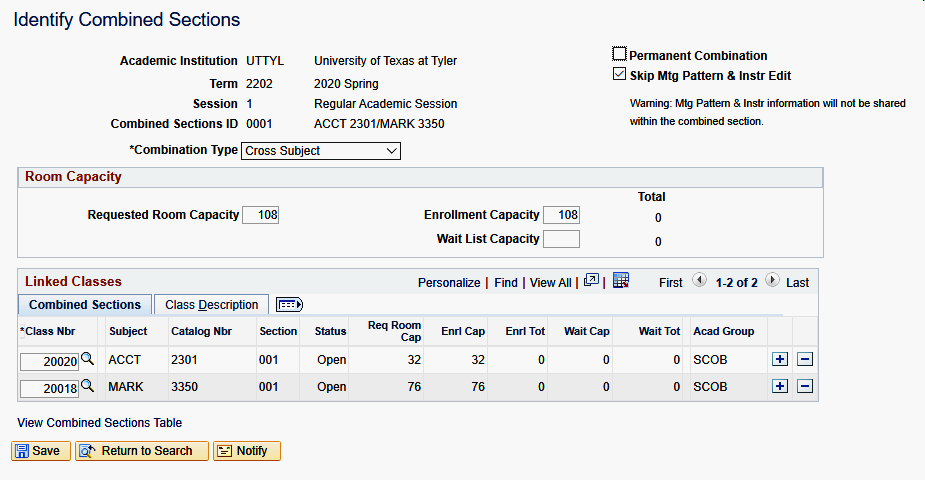 Identify Combined Sections
Academic Institution UTTYL University of Texas at Tyler
Permanent Combination
Term 2202 2020 Spring
Skip Mtg Pattern & Instr Edit
Session 1 Regular Academic Session
Warning: Mtg Pattern & Instr information will not be shared
within the combined section.
Combined Sections ID 0001 ACCT 2301/MARK 3350
*Combination Type Cross Subject
Room Capacity
Total
Requested Room Capacity 108 Enrollment Capacity 108 0
Wait List Capacity 0
Linked Classes Personalize | Find | View All | | First 1-2 of 2 Last
Combined Sections Class Description
*Class Nbr Subject Catalog Nbr Section Status Req Room Cap Enrl Cap Enrl Tot Wait Cap Wait Tot Acad Group
20020 ACCT 2301 001 Open 32 32 0 0 0 SCOB
20018 MARK 3350 001 Open 76 76 0 0 0 SCOB
View Combined Sections Table
Save Return to Search Notify